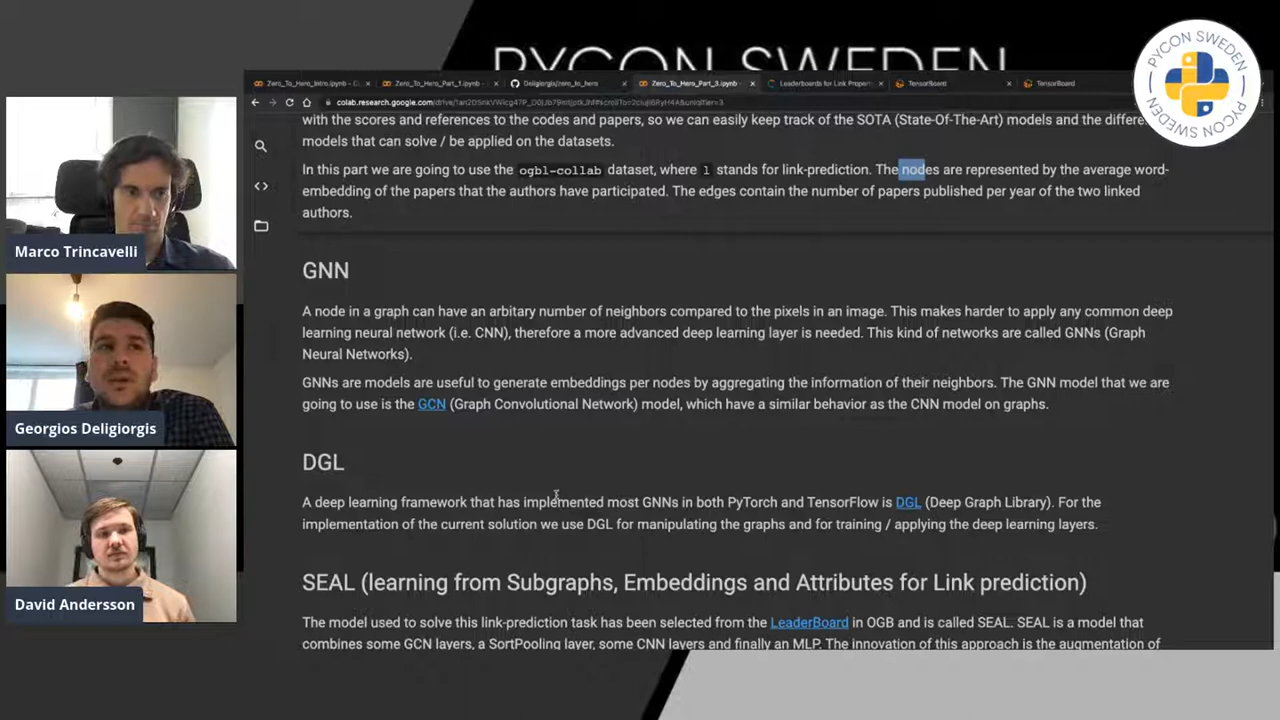 PYCON SWEDEN
PYCON SWEDEN
PYCON SWEDEN
Zero_To_Hero_Intro.ipynb - C
Zero_To_Hero_Part_1.ipynb -
Deligiorgis/zero_to_hero
Zero_To_Hero_Part_3.ipynb -
Leaderboards for Link Proper
TensorBoard
TensorBoard
with the scores and references to the codes and papers, so we can easily keep track of the SOTA (State-Of-The-Art) models and the differe
models that can solve / be applied on the datasets.
In this part we are going to use the ogbl-collab dataset, where l stands for link-prediction. The nodes are represented by the average word-
embedding of the papers that the authors have participated. The edges contain the number of papers published per year of the two linked
authors.
GNN
A node in a graph can have an arbitary number of neighbors compared to the pixels in an image. This makes harder to apply any common deep
learning neural network (i.e. CNN), therefore a more advanced deep learning layer is needed. This kind of networks are called GNNs (Graph
Neural Networks).
GNNs are models are useful to generate embeddings per nodes by aggregating the information of their neighbors. The GNN model that we are
going to use is the GCN (Graph Convolutional Network) model, which have a similar behavior as the CNN model on graphs.
DGL
A deep learning framework that has implemented most GNNs in both PyTorch and TensorFlow is DGL (Deep Graph Library). For the
implementation of the current solution we use DGL for manipulating the graphs and for training / applying the deep learning layers.
SEAL (learning from Subgraphs, Embeddings and Attributes for Link prediction)
The model used to solve this link-prediction task has been selected from the LeaderBoard in OGB and is called SEAL. SEAL is a model that
combines some GCN layers, a SortPooling layer, some CNN layers and finally an MLP. The innovation of this approach is the augmentation of
Marco Trincavelli
Georgios Deligiorgis
David Andersson